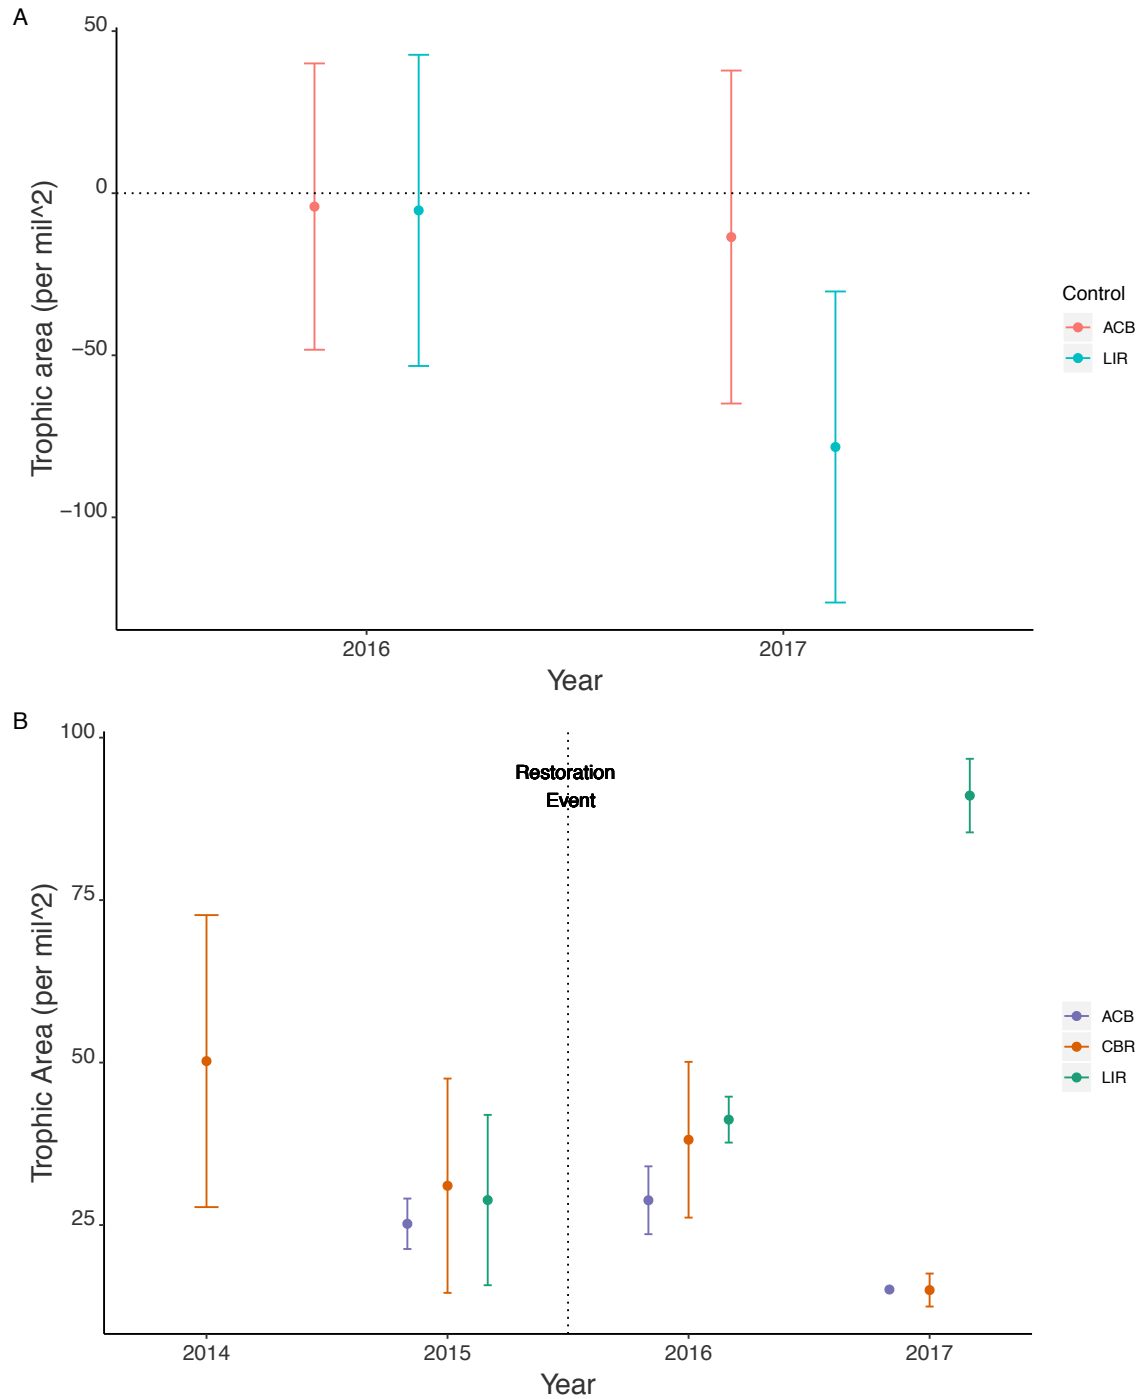 A
50
0
−50
−100
Trophic area (per mil^2)
2016
2017
Year
Control
ACB
LIR
B
100
75
50
25
Trophic Area (per mil^2)
Restoration
Event
2014
2015
2016
2017
Year
ACB
CBR
LIR